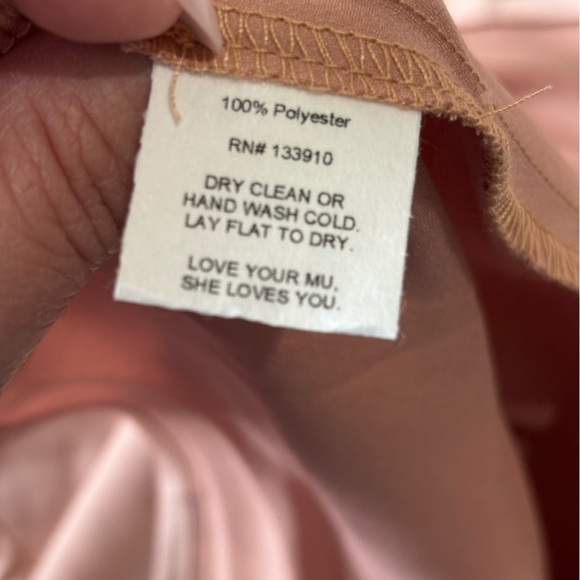 100% Polyester
RN# 133910
DRY CLEAN OR
HAND WASH COLD.
LAY FLAT TO DRY.
LOVE YOUR MU,
SHE LOVES YOU.